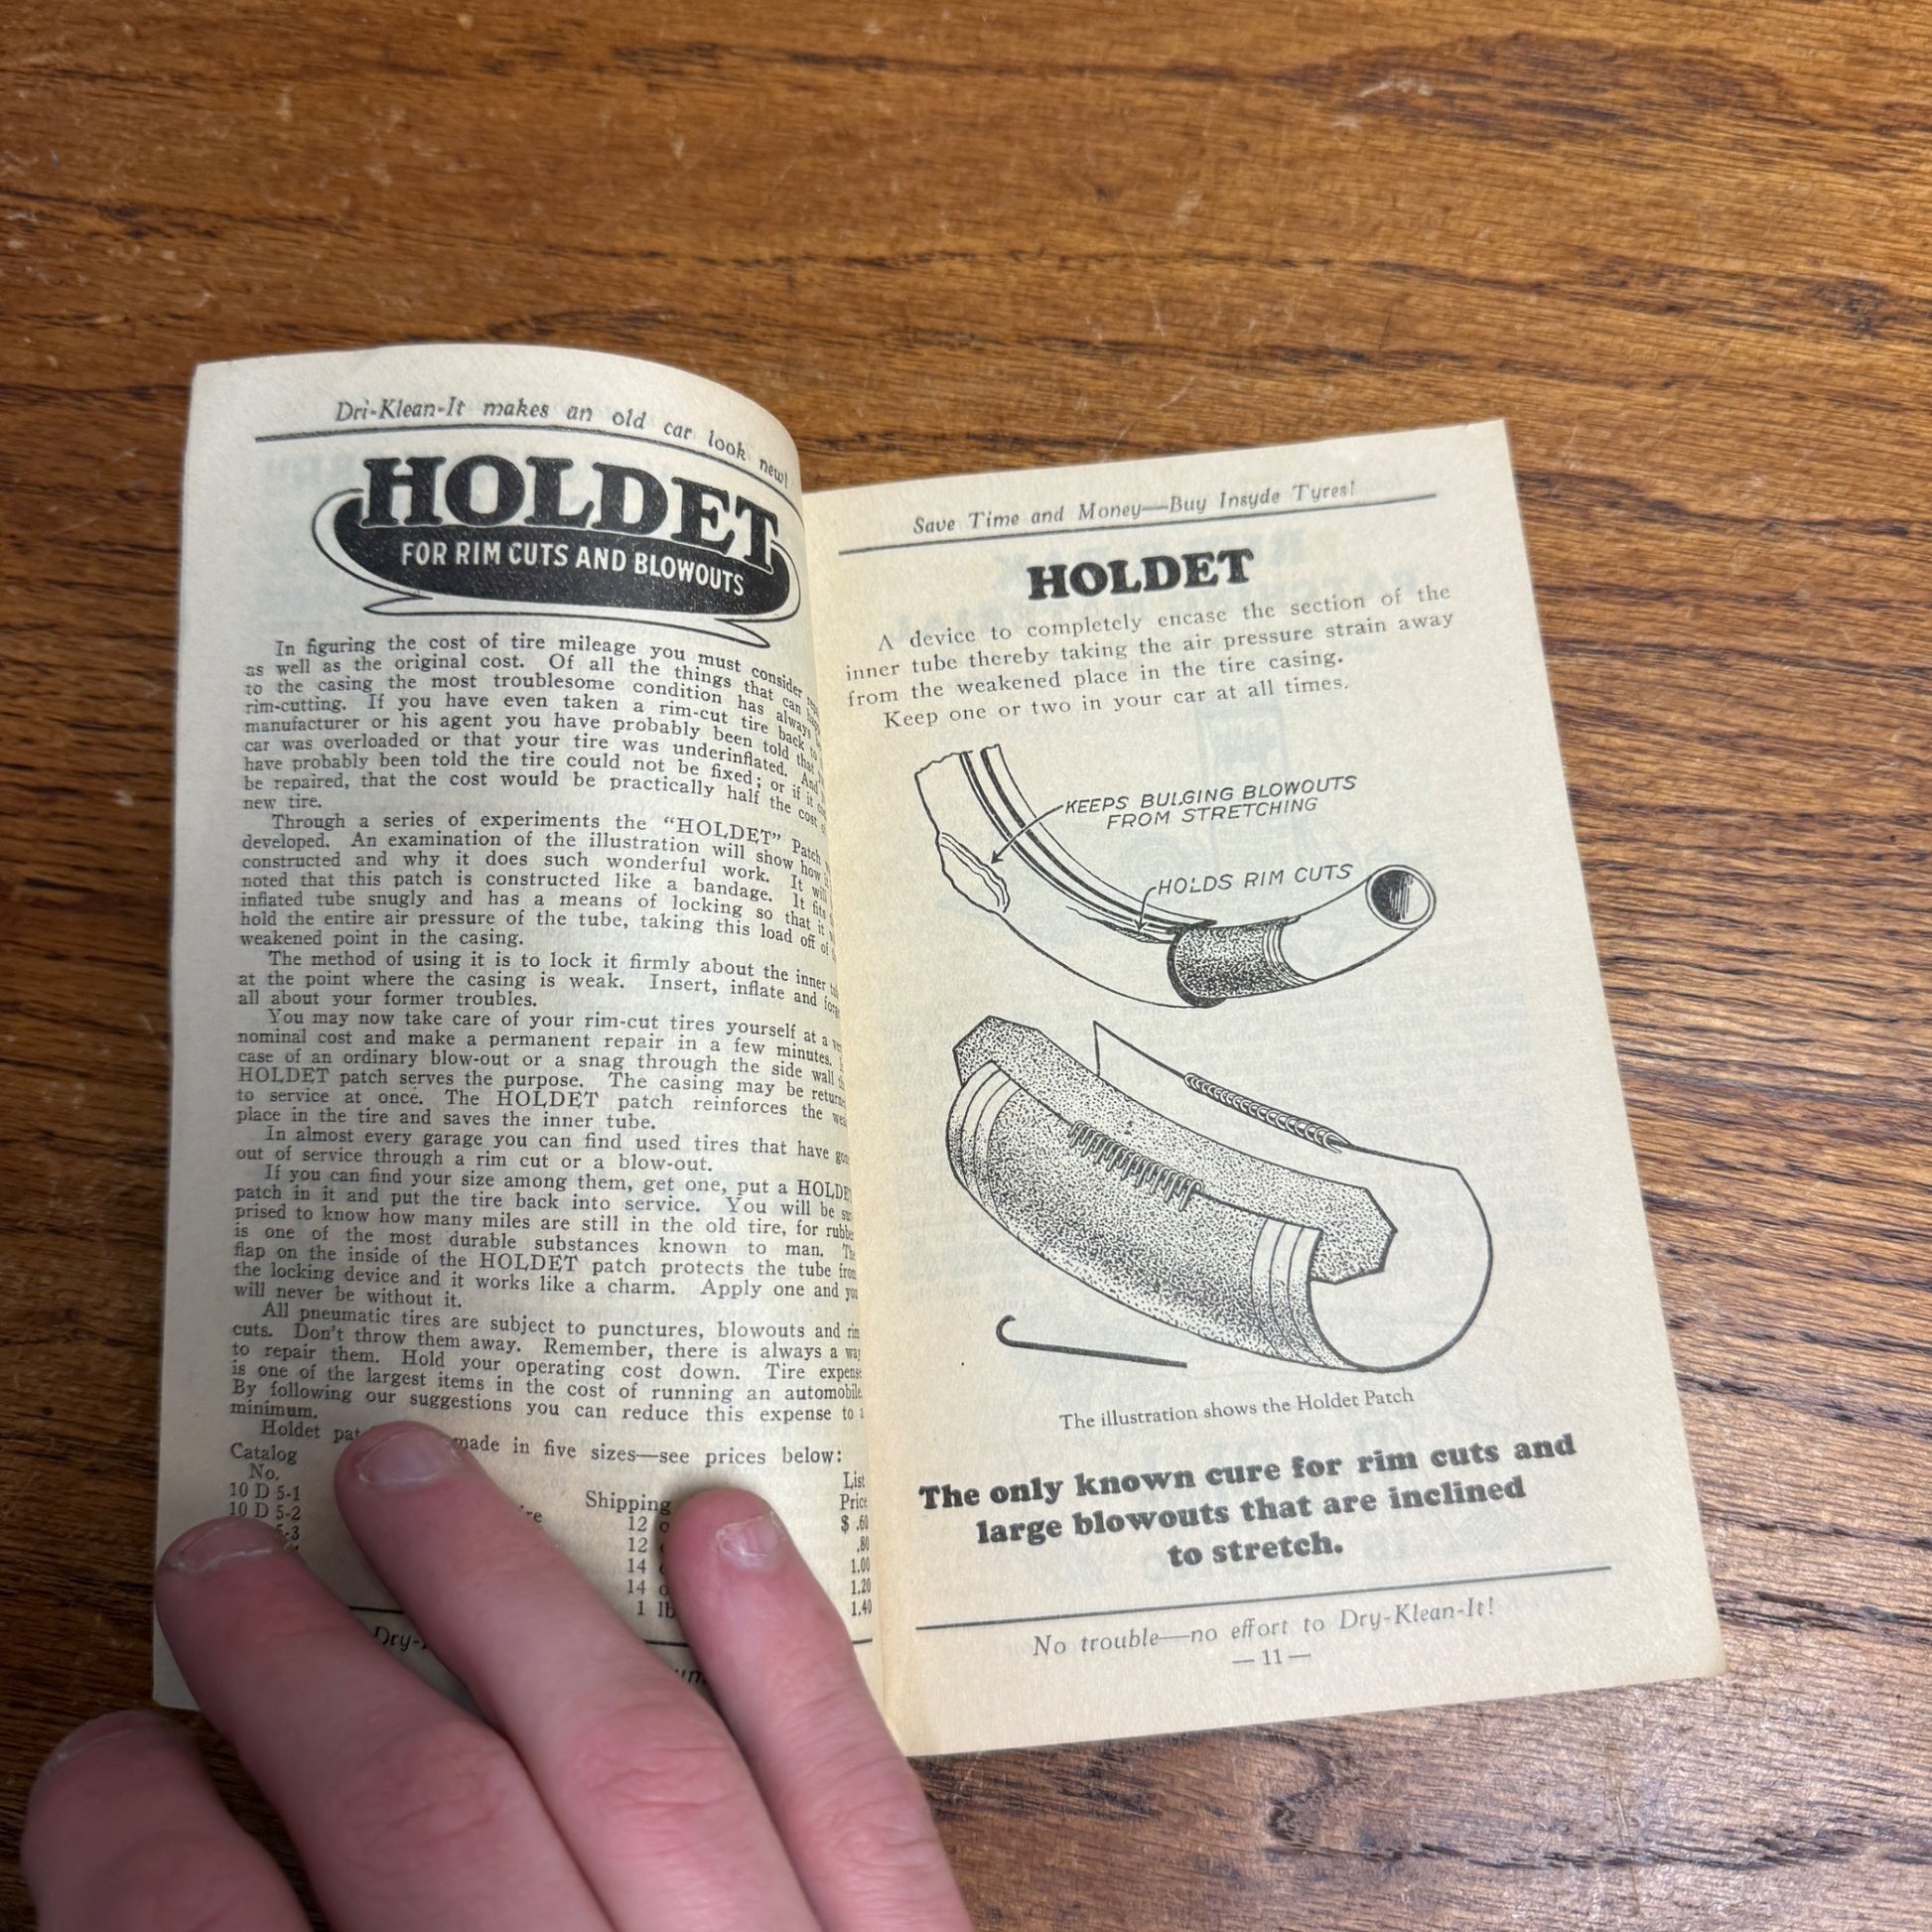 Dri-Klean-It makes an old car look new!
HOLDET
FOR RIM CUTS AND BLOWOUTS
In figuring the cost of tire mileage you must consider
as well as the original cost. Of all the things that can
to the casing the most troublesome condition has always
rim-cutting. If you have even taken a rim-cut tire back to
manufacturer or his agent you have probably been told that
car was overloaded or that your tire was underinflated. And
have probably been told the tire could not be fixed; or if it
be repaired, that the cost would be practically half the cost
new tire.
Through a series of experiments the "HOLDET" Patch
developed. An examination of the illustration will show how
constructed and why it does such wonderful work. It will
noted that this patch is constructed like a bandage. It fits
inflated tube snugly and has a means of locking so that it
hold the entire air pressure of the tube, taking this load off of
weakened point in the casing.
The method of using it is to lock it firmly about the inner
at the point where the casing is weak. Insert, inflate and
all about your former troubles.
You may now take care of your rim-cut tires yourself at a
nominal cost and make a permanent repair in a few minutes.
case of an ordinary blow-out or a snag through the side wall
HOLDET patch serves the purpose. The casing may be
to service at once. The HOLDET patch reinforces the
place in the tire and saves the inner tube.
In almost every garage you can find used tires that have
out of service through a rim cut or a blow-out.
If you can find your size among them, get one, put a HOLDET
patch in it and put the tire back into service. You will be
prised to know how many miles are still in the old tire, for rubber
is one of the most durable substances known to man. The
flap on the inside of the HOLDET patch protects the tube from
the locking device and it works like a charm. Apply one and you
will never be without it.
All pneumatic tires are subject to punctures, blowouts and rim
cuts. Don't throw them away. Remember, there is always a way
to repair them. Hold your operating cost down. Tire expense
is one of the largest items in the cost of running an automobile
By following our suggestions you can reduce this expense to a
minimum.
Holdet made in five sizes—see prices below:
Catalog List
No. Shipping Price
10 D 5-1 12 $ .60
10 D 5-2 12 .80
5-3 14 1.00
14 1.20
1 lb 1.40
Save Time and Money—Buy Insyde Tyres!
HOLDET
A device to completely encase the section of the
inner tube thereby taking the air pressure strain away
from the weakened place in the tire casing.
Keep one or two in your car at all times.
KEEPS BULGING BLOWOUTS
FROM STRETCHING
HOLDS RIM CUTS
The illustration shows the Holdet Patch
The only known cure for rim cuts and
large blowouts that are inclined
to stretch.
No trouble—no effort to Dry-Klean-It!
— 11 —